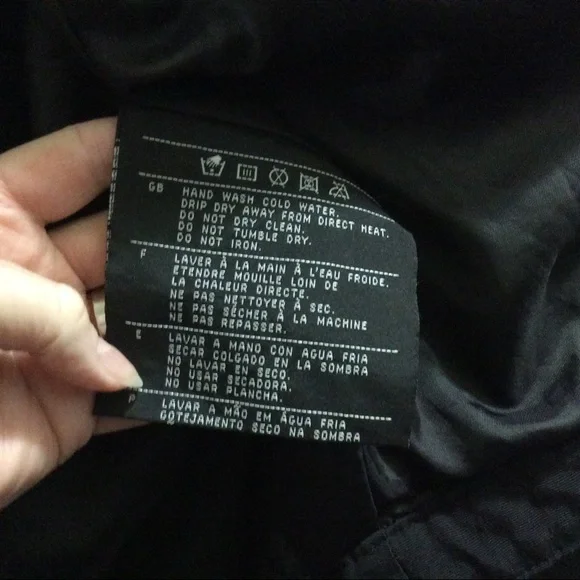 GB HAND WASH COLD WATER.
DRIP DRY AWAY FROM DIRECT HEAT.
DO NOT DRY CLEAN.
DO NOT TUMBLE DRY.
DO NOT IRON.
F LAVER À LA MAIN À L'EAU FROIDE.
ETENDRE MOUILLE LOIN DE
LA CHALEUR DIRECTE.
NE PAS NETTOYER À SEC.
NE PAS SÉCHER À LA MACHINE
NE PAS REPASSER.
E LAVAR A MANO CON AGUA FRIA
SECAR COLGADO EN LA SOMBRA
NO LAVAR EN SECO.
NO USAR SECADORA.
NO USAR PLANCHA.
P LAVAR A MÃO EM ÁGUA FRIA
GOTEJAMENTO SECO NA SOMBRA